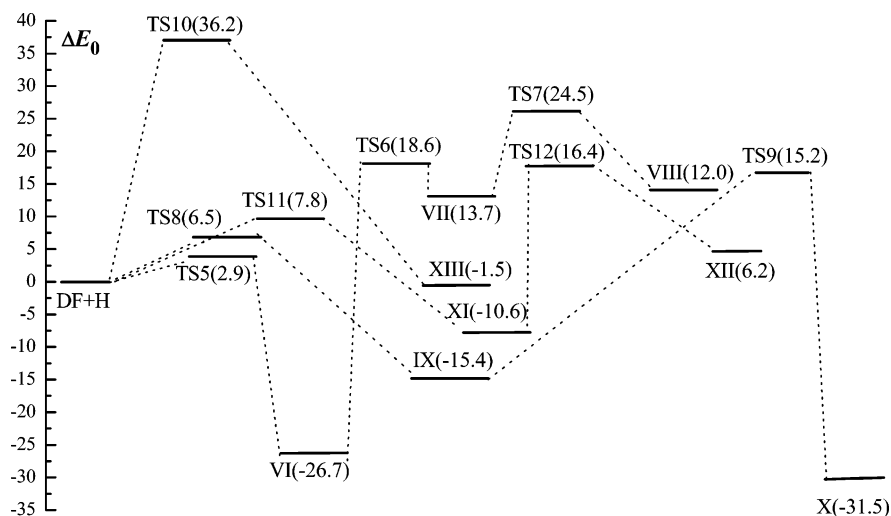 40
35
30
25
20
15
10
5
0
-5
-10
-15
-20
-25
-30
-35
ΔE0
TS10(36.2)
TS7(24.5)
TS6(18.6)
TS12(16.4)
TS9(15.2)
VIII(12.0)
VII(13.7)
TS11(7.8)
TS8(6.5)
TS5(2.9)
XIII(-1.5)
XII(6.2)
DF+H
XI(-10.6)
IX(-15.4)
VI(-26.7)
X(-31.5)